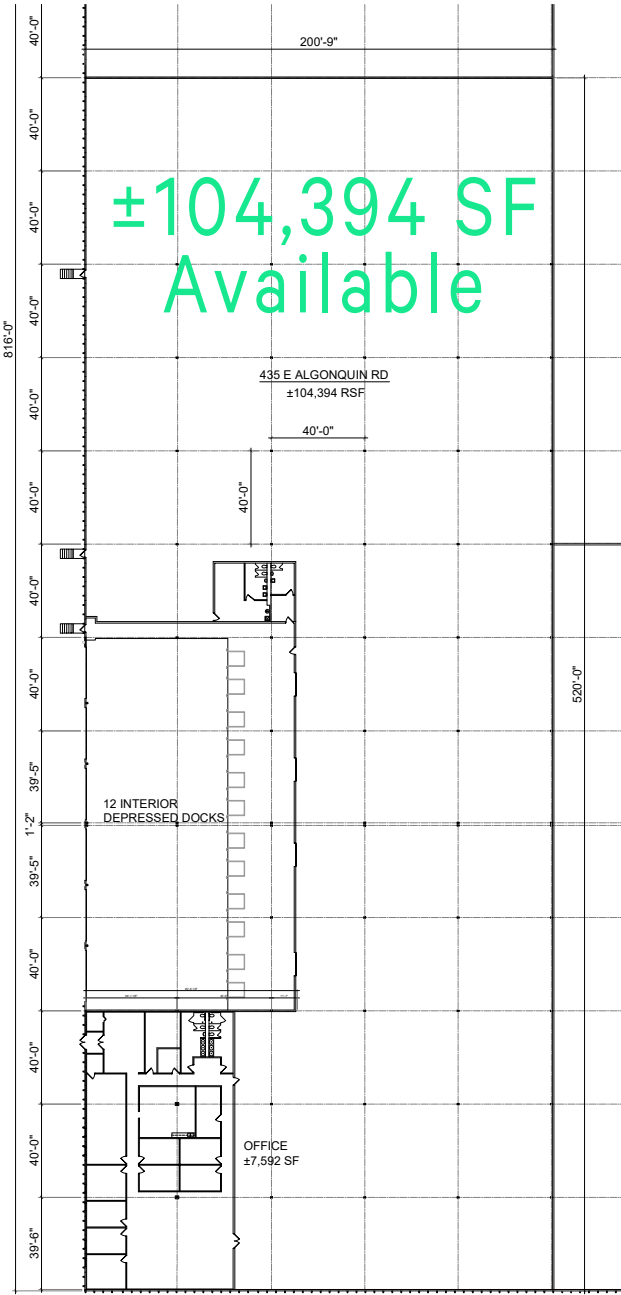 40'-0"
200'-9"
40'-0"
±104,394 SF
Available
40'-0"
40'-0"
816'-0"
435 E ALGONQUIN RD
±104,394 RSF
40'-0"
40'-0"
40'-0"
40'-0"
40'-0"
40'-0"
520'-0"
39'-5"
12 INTERIOR
DEPRESSED DOCKS
1'-2"
39'-5"
40'-0"
40'-0"
OFFICE
±7,592 SF
40'-0"
39'-6"